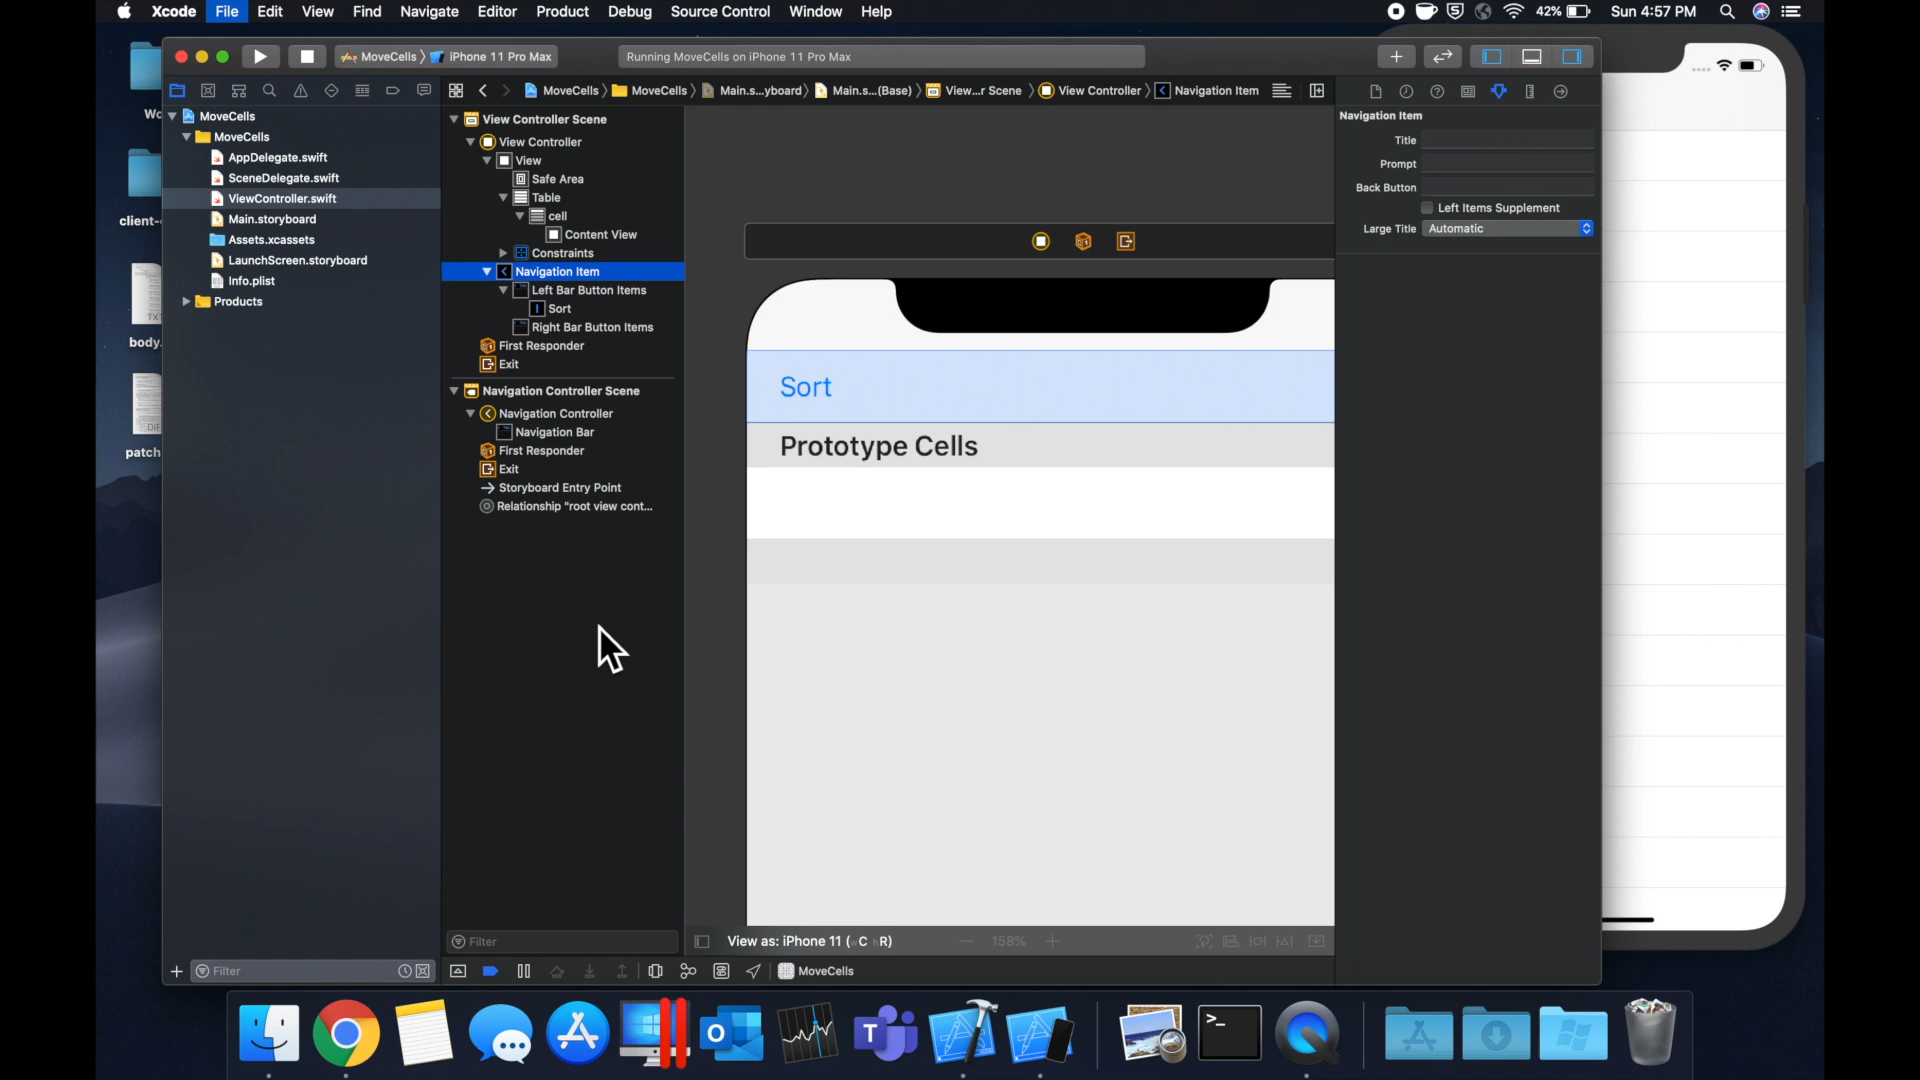 Xcode File Edit View Find Navigate Editor Product Debug Source Control Window Help
42% Sun 4:57 PM
MoveCells iPhone 11 Pro Max
Running MoveCells on iPhone 11 Pro Max
MoveCells MoveCells Main.s...yboard Main.s...(Base) View...r Scene View Controller Navigation Item
MoveCells
MoveCells
AppDelegate.swift
SceneDelegate.swift
ViewController.swift
Main.storyboard
Assets.xcassets
LaunchScreen.storyboard
Info.plist
Products
Wo
client-
body.
patch
View Controller Scene
View Controller
View
Safe Area
Table
cell
Content View
Constraints
Navigation Item
Left Bar Button Items
Sort
Right Bar Button Items
First Responder
Exit
Navigation Controller Scene
Navigation Controller
Navigation Bar
First Responder
Exit
Storyboard Entry Point
Relationship "root view cont...
Sort
Prototype Cells
Navigation Item
Title
Prompt
Back Button
Left Items Supplement
Large Title Automatic
Filter
View as: iPhone 11 (wC hR)
158%
Filter
MoveCells